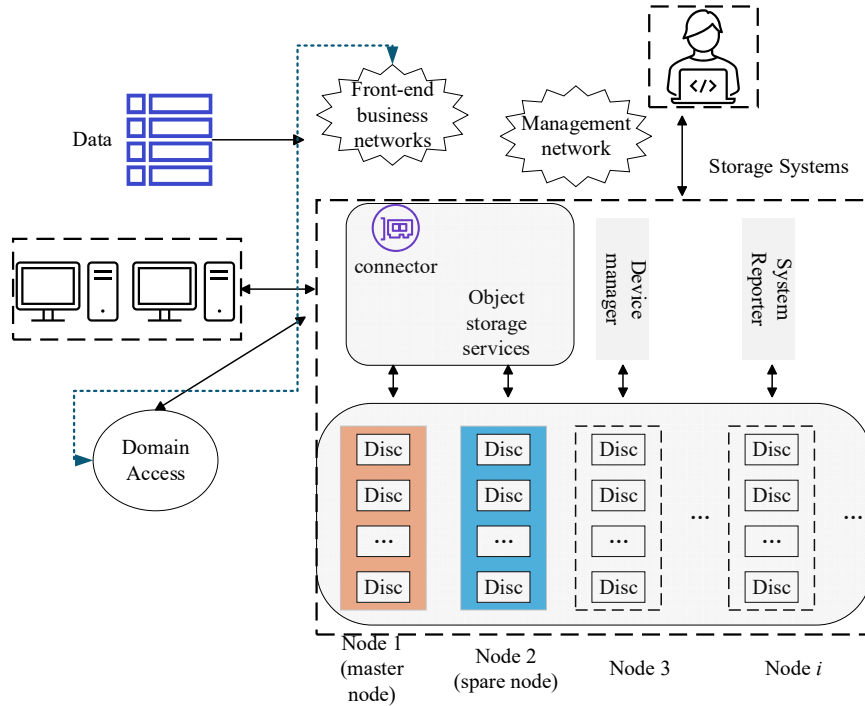 Front-end
business
networks
</>
Data
Management
network
Storage Systems
connector
Object
storage
services
Device
manager
System
Reporter
Domain
Access
Disc
Disc
Disc
Disc
Disc
Disc
Disc
Disc
...
...
...
...
...
...
Disc
Disc
Disc
Disc
Node 1
(master
node)
Node 2
(spare node)
Node 3
Node i